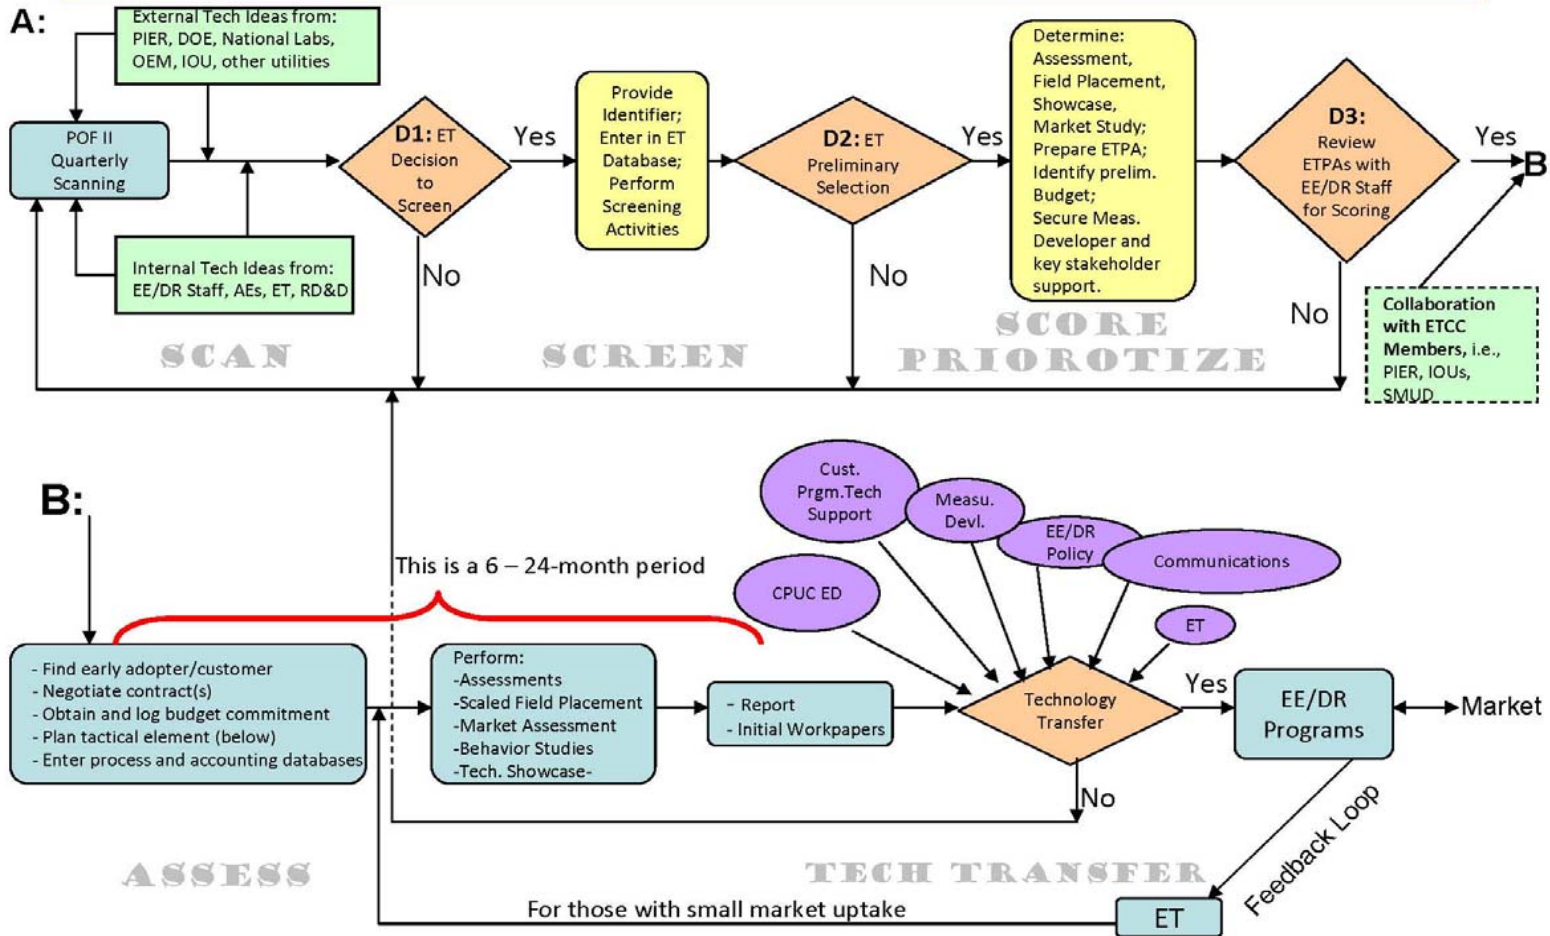 A:
External Tech Ideas from:
PIER, DOE, National Labs,
OEM, IOU, other utilities
POF II
Quarterly
Scanning
Internal Tech Ideas from:
EE/DR Staff, AEs, ET, RD&D
D1: ET
Decision
to
Screen
Yes
No
Provide
Identifier;
Enter in ET
Database;
Perform
Screening
Activities
D2: ET
Preliminary
Selection
Yes
No
Determine:
Assessment,
Field Placement,
Showcase,
Market Study;
Prepare ETPA;
Identify prelim.
Budget;
Secure Meas.
Developer and
key stakeholder
support.
D3:
Review
ETPAs with
EE/DR Staff
for Scoring
Yes
B
No
Collaboration
with ETCC
Members, i.e.,
PIER, IOUs,
SMUD
SCAN
SCREEN
SCORE
PRIOROTIZE
B:
This is a 6 – 24-month period
- Find early adopter/customer
- Negotiate contract(s)
- Obtain and log budget commitment
- Plan tactical element (below)
- Enter process and accounting databases
Perform:
-Assessments
-Scaled Field Placement
-Market Assessment
-Behavior Studies
-Tech. Showcase-
- Report
- Initial Workpapers
CPUC ED
Cust.
Prgm.Tech
Support
Measu.
Devl.
EE/DR
Policy
Communications
ET
Technology
Transfer
Yes
No
EE/DR
Programs
Market
Feedback Loop
ET
For those with small market uptake
ASSESS
TECH TRANSFER